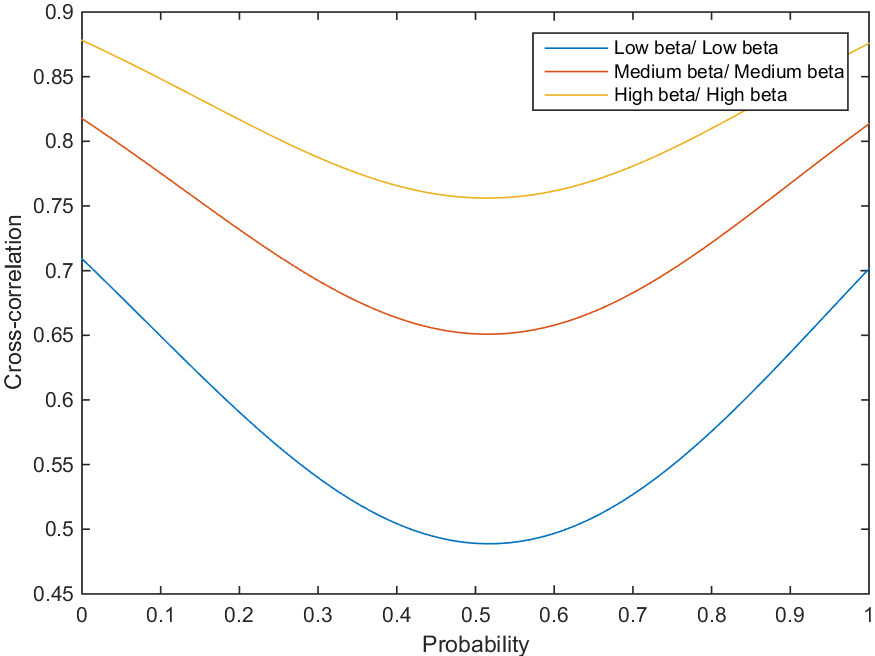 0.9
0.85
0.8
0.75
0.7
0.65
0.6
0.55
0.5
0.45
Cross-correlation
Low beta/ Low beta
Medium beta/ Medium beta
High beta/ High beta
0 0.1 0.2 0.3 0.4 0.5 0.6 0.7 0.8 0.9 1
Probability